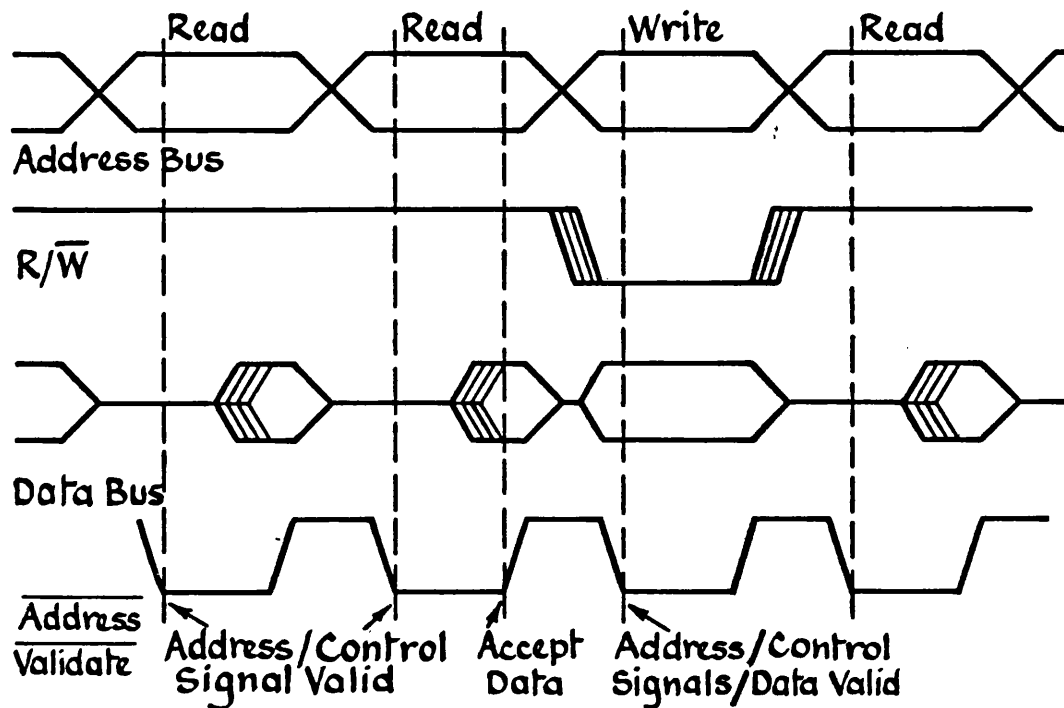 Read
Read
Write
Read
Address Bus
R/W̅
Data Bus
Address
Validate
Address/Control
Signal Valid
Accept
Data
Address/Control
Signals/Data Valid